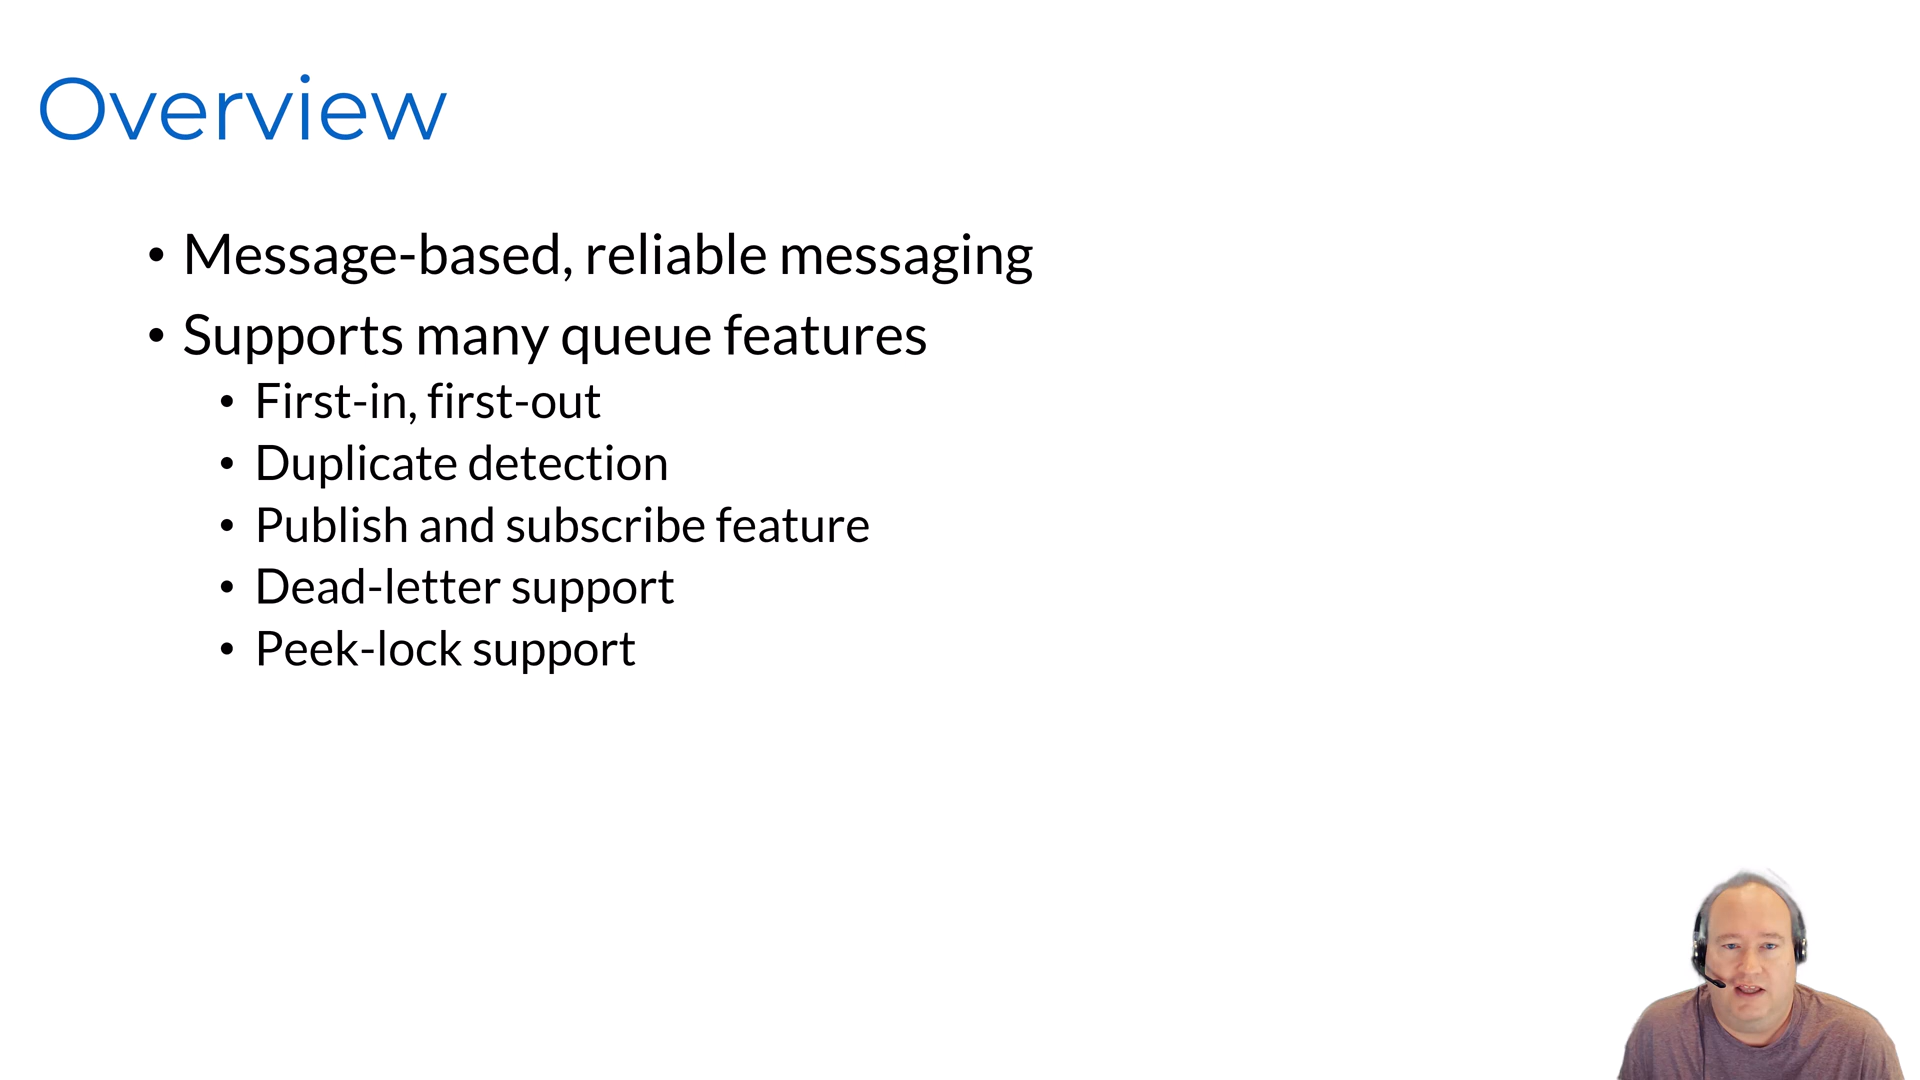 Overview
• Message-based, reliable messaging
• Supports many queue features
• First-in, first-out
• Duplicate detection
• Publish and subscribe feature
• Dead-letter support
• Peek-lock support